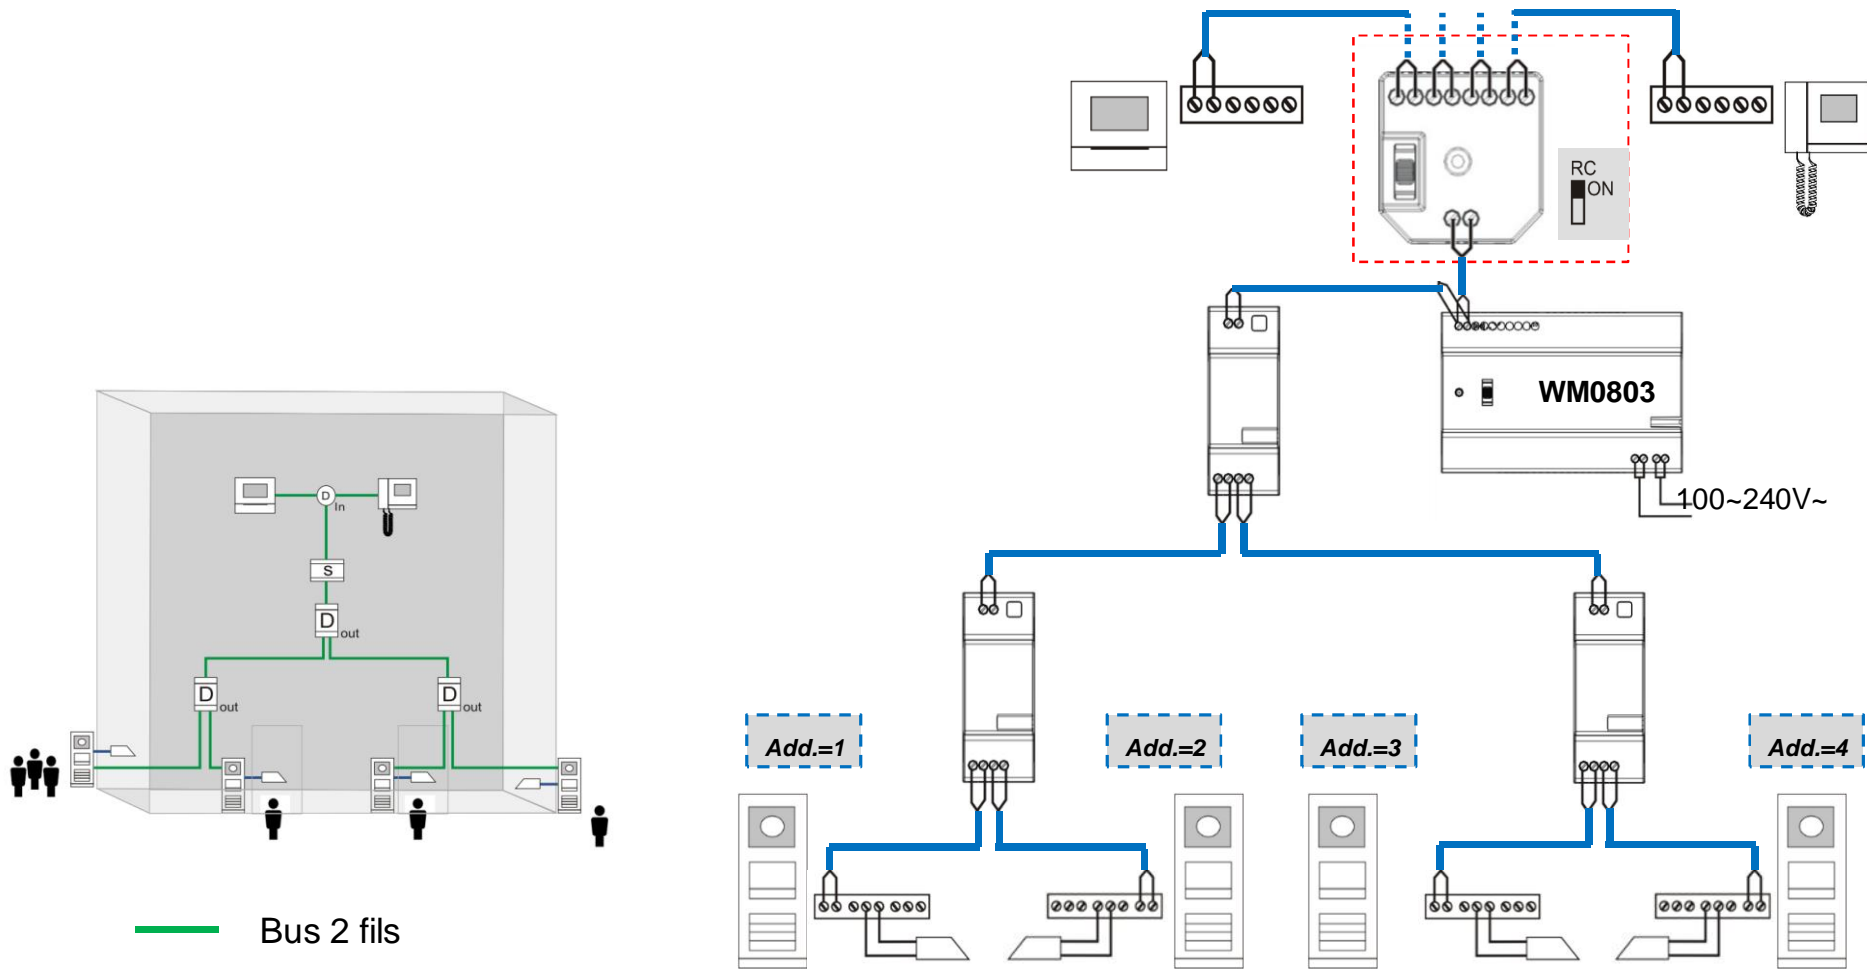 RC
ON
WM0803
100~240V~
D
In
S
D
out
D
out
D
out
Add.=1
Add.=2
Add.=3
Add.=4
Bus 2 fils